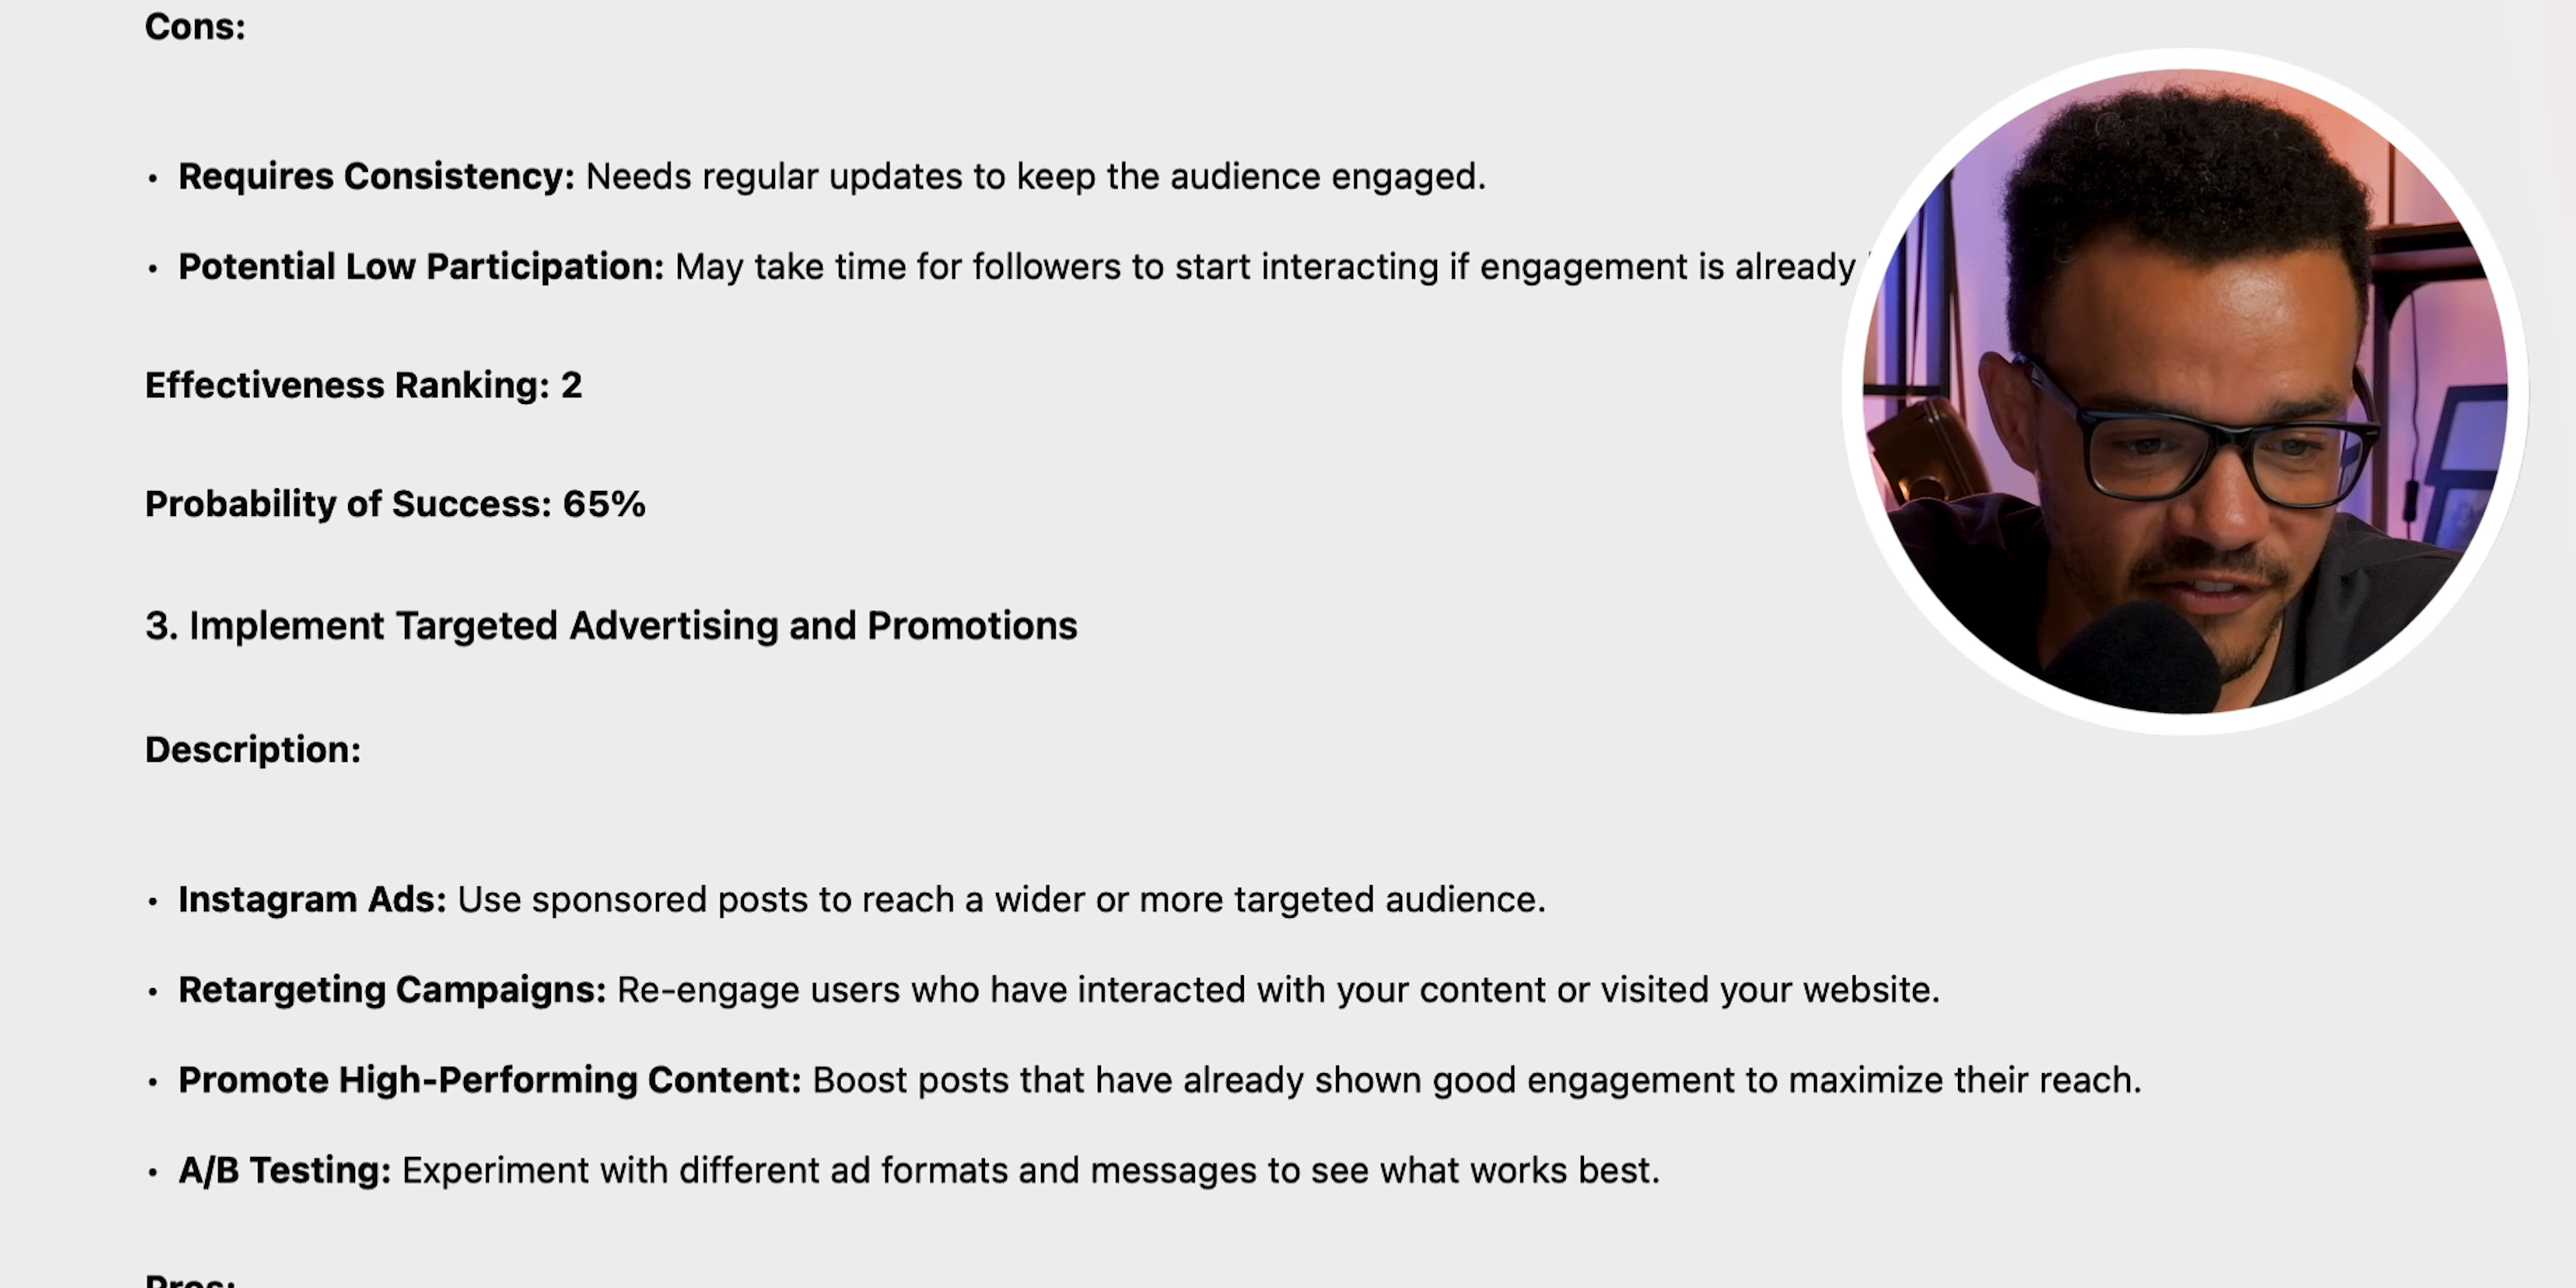 Cons:
• Requires Consistency: Needs regular updates to keep the audience engaged.
• Potential Low Participation: May take time for followers to start interacting if engagement is already
Effectiveness Ranking: 2
Probability of Success: 65%
3. Implement Targeted Advertising and Promotions
Description:
• Instagram Ads: Use sponsored posts to reach a wider or more targeted audience.
• Retargeting Campaigns: Re-engage users who have interacted with your content or visited your website.
• Promote High-Performing Content: Boost posts that have already shown good engagement to maximize their reach.
• A/B Testing: Experiment with different ad formats and messages to see what works best.
Pros: